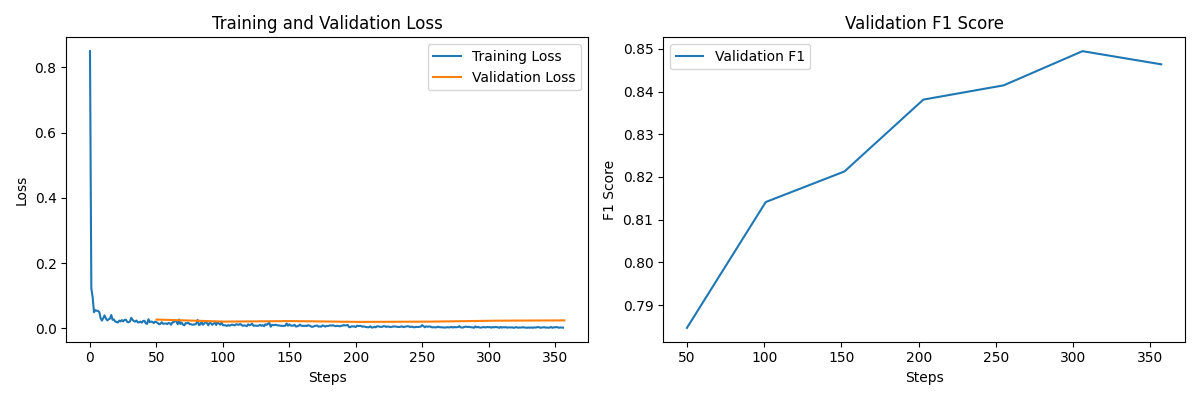 Training and Validation Loss
Loss
0.8
0.6
0.4
0.2
0.0
Training Loss
Validation Loss
0 50 100 150 200 250 300 350
Steps
Validation F1 Score
F1 Score
0.85
0.84
0.83
0.82
0.81
0.80
0.79
Validation F1
50 100 150 200 250 300 350
Steps